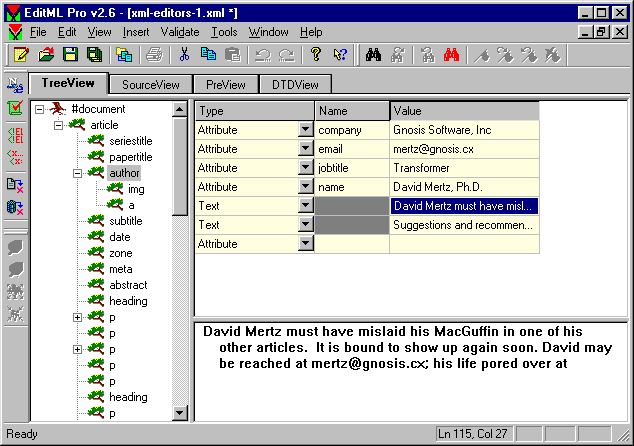 EditML Pro v2.6 - [xml-editors-1.xml *]
File Edit View Insert Validate Tools Window Help
TreeView SourceView PreView DTDView
#document
article
seriestitle
papertitle
author
img
a
subtitle
date
zone
meta
abstract
heading
p
p
p
p
heading
p
Type Name Value
Attribute company Gnosis Software, Inc
Attribute email mertz@gnosis.cx
Attribute jobtitle Transformer
Attribute name David Mertz, Ph.D.
Text David Mertz must have misl...
Text Suggestions and recommen...
Attribute
David Mertz must have mislaid his MacGuffin in one of his
other articles.  It is bound to show up again soon. David may
be reached at mertz@gnosis.cx; his life pored over at
Ready Ln 115, Col 27